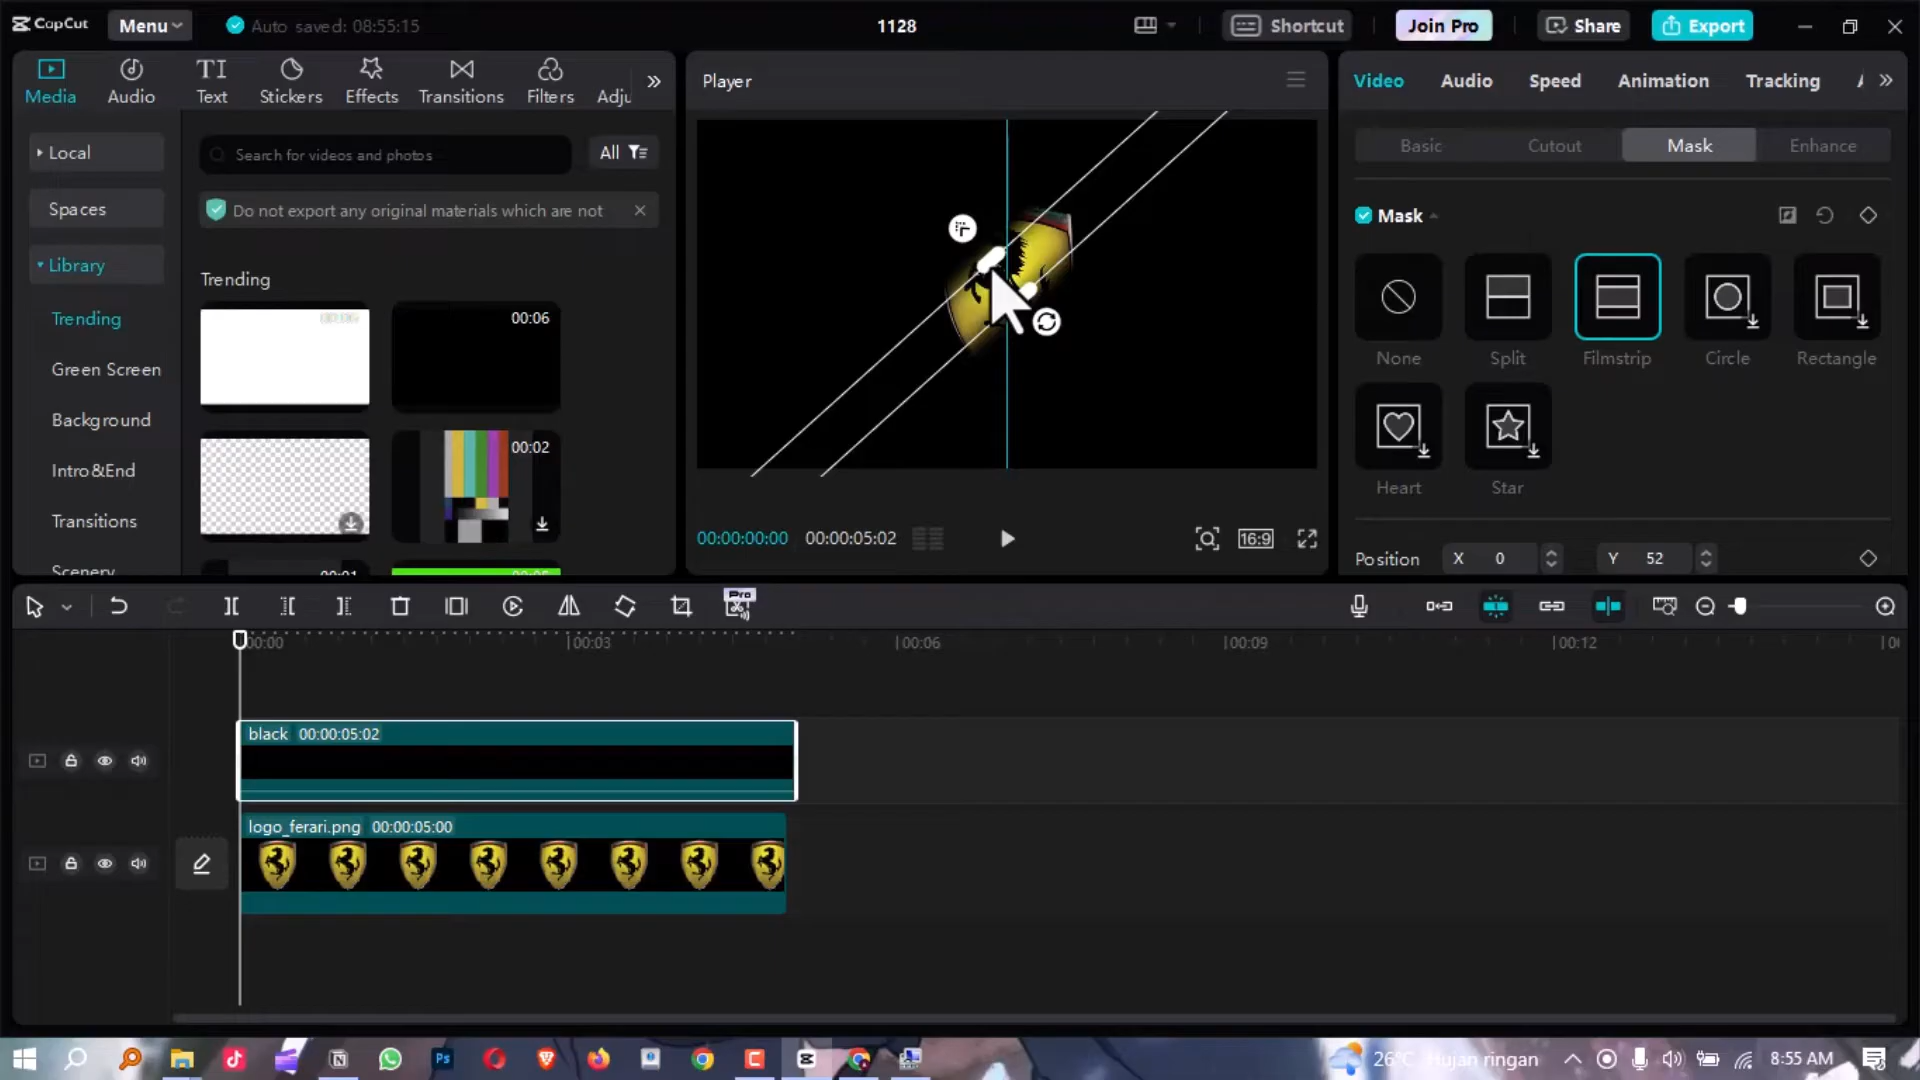 CapCut
Menu
Auto saved: 08:55:15
1128
Shortcut
Join Pro
Share
Export
Media
Audio
TI
Text
Stickers
Effects
Transitions
Filters
Adju
Player
Video
Audio
Speed
Animation
Tracking
Local
Spaces
Library
Trending
Green Screen
Background
Intro&End
Transitions
Scenery
Search for videos and photos
All
Do not export any original materials which are not
Trending
00:06
00:02
00:00:00:00
00:00:05:02
16:9
Basic
Cutout
Mask
Enhance
Mask
None
Split
Filmstrip
Circle
Rectangle
Heart
Star
Position
X 0
Y 52
Pro
00:00
00:03
00:06
00:09
00:12
black 00:00:05:02
logo_ferari.png 00:00:05:00
Ps
26°C Hujan ringan
8:55 AM